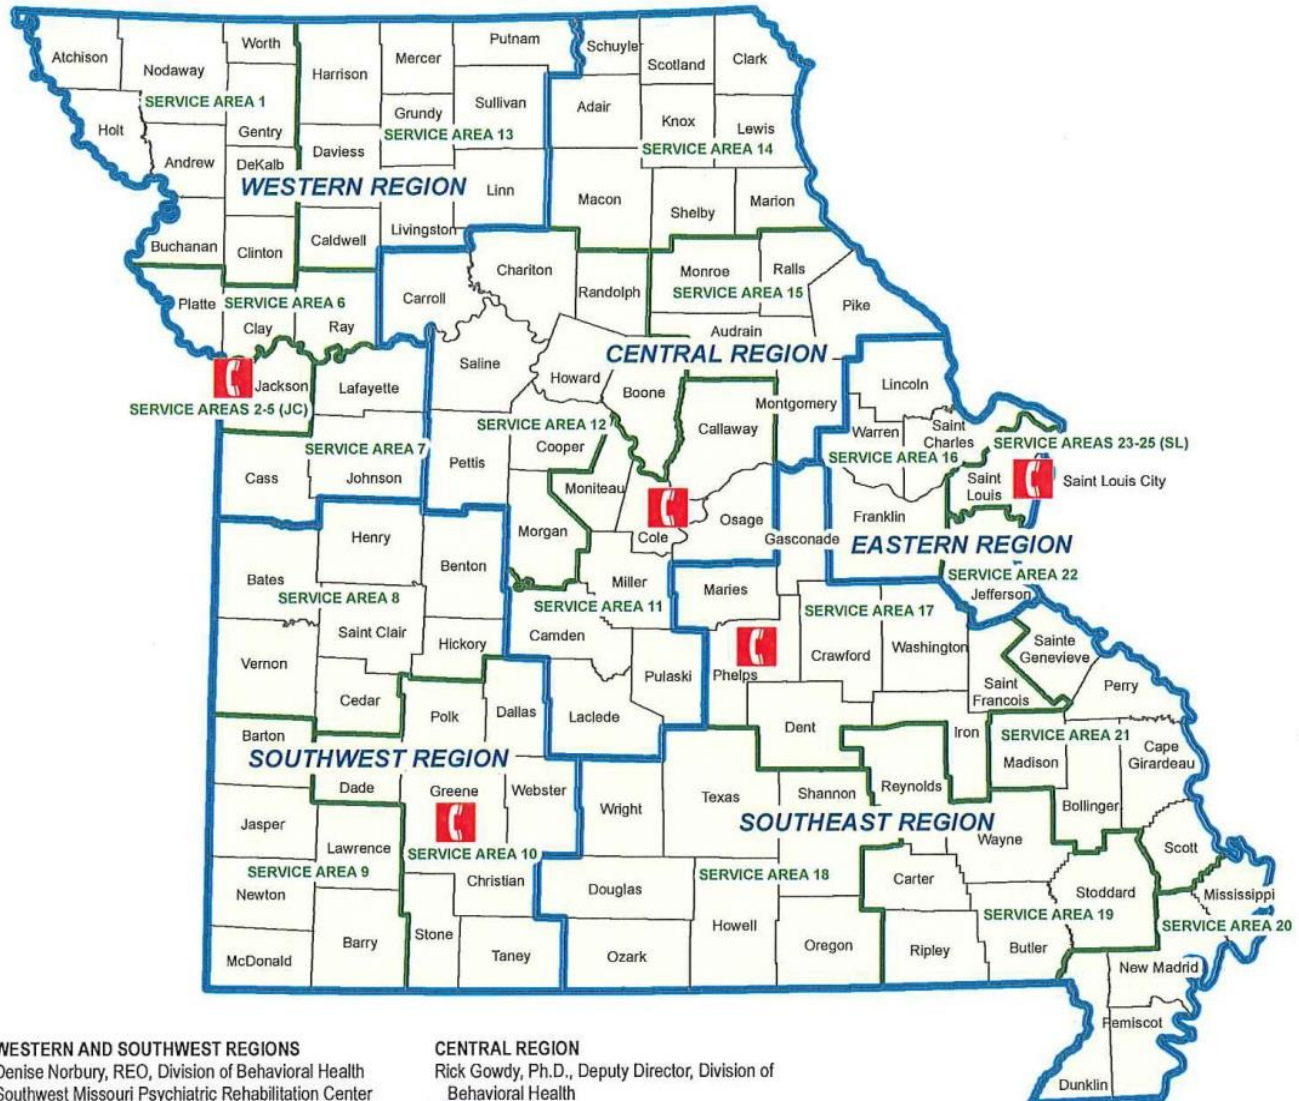 Atchison
Nodaway
Worth
Harrison
Mercer
Putnam
Schuyler
Scotland
Clark
SERVICE AREA 1
Holt
Gentry
Grundy
Sullivan
SERVICE AREA 13
Adair
Knox
Lewis
SERVICE AREA 14
Andrew
DeKalb
Daviess
WESTERN REGION
Linn
Macon
Shelby
Marion
Buchanan
Clinton
Caldwell
Livingston
Chariton
Randolph
Monroe
Ralls
SERVICE AREA 15
Platte
SERVICE AREA 6
Carroll
Pike
Clay
Ray
Audrain
CENTRAL REGION
Saline
Howard
Boone
Jackson
Lafayette
Lincoln
SERVICE AREAS 2-5 (JC)
Montgomery
SERVICE AREA 12
Callaway
Warren
Saint
Charles
SERVICE AREAS 23-25 (SL)
SERVICE AREA 7
Cooper
SERVICE AREA 16
Cass
Johnson
Pettis
Moniteau
Saint
Louis
Saint Louis City
Morgan
Osage
Franklin
Henry
Cole
Gasconade
EASTERN REGION
Benton
Bates
Miller
Maries
SERVICE AREA 22
Jefferson
SERVICE AREA 8
SERVICE AREA 11
SERVICE AREA 17
Saint Clair
Hickory
Camden
Crawford
Washington
Sainte
Genevieve
Vernon
Cedar
Pulaski
Phelps
Saint
Francois
Perry
Polk
Dallas
Laclede
Dent
Iron
Barton
SERVICE AREA 21
SOUTHWEST REGION
Madison
Cape
Girardeau
Dade
Greene
Webster
Wright
Texas
Shannon
Reynolds
Bollinger
Jasper
SOUTHEAST REGION
Wayne
Lawrence
SERVICE AREA 10
Scott
SERVICE AREA 9
Christian
Douglas
SERVICE AREA 18
Carter
Stoddard
Mississippi
Newton
SERVICE AREA 19
SERVICE AREA 20
Barry
Stone
Howell
Oregon
Ripley
Butler
McDonald
Taney
Ozark
New Madrid
Pemiscot
Dunklin
WESTERN AND SOUTHWEST REGIONS
Denise Norbury, REO, Division of Behavioral Health
Southwest Missouri Psychiatric Rehabilitation Center
CENTRAL REGION
Rick Gowdy, Ph.D., Deputy Director, Division of
Behavioral Health